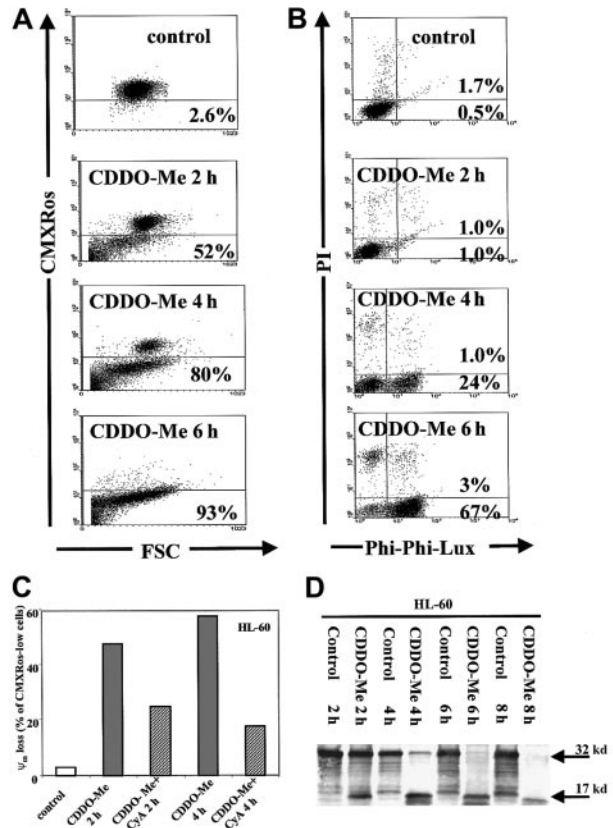 A
control
2.6%
1023
CDDO-Me 2 h
52%
1023
CDDO-Me 4 h
80%
1023
CDDO-Me 6 h
93%
1023
CMXRos
FSC
B
control
1.7%
0.5%
CDDO-Me 2 h
1.0%
1.0%
CDDO-Me 4 h
1.0%
24%
CDDO-Me 6 h
3%
67%
PI
Phi-Phi-Lux
C
HL-60
Ψm loss (% of CMXRos-low cells)
60
40
20
0
control
CDDO-Me 2 h
CDDO-Me+ CyA 2 h
CDDO-Me 4 h
CDDO-Me+ CyA 4 h
D
HL-60
Control 2 h
CDDO-Me 2 h
Control 4 h
CDDO-Me 4 h
Control 6 h
CDDO-Me 6 h
Control 8 h
CDDO-Me 8 h
32 kd
17 kd